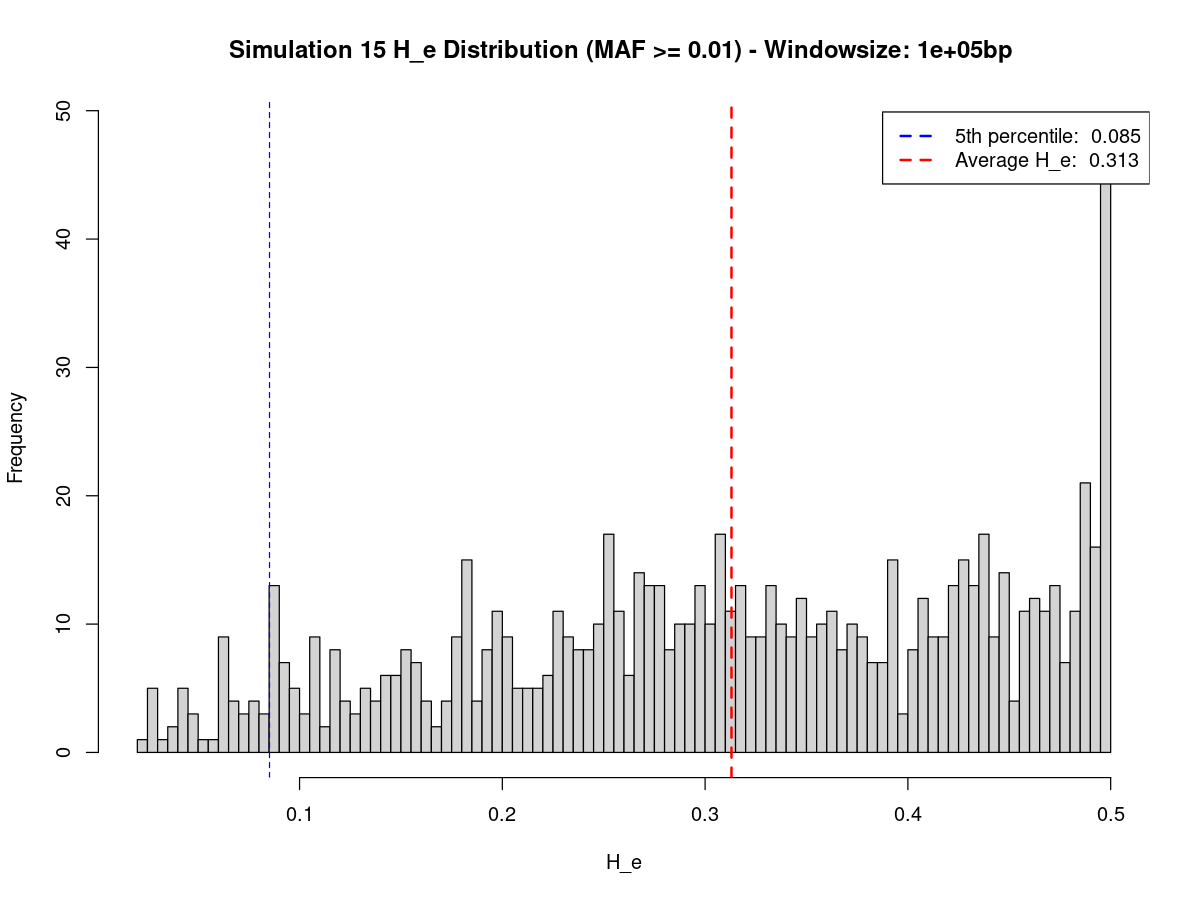 Simulation 15 H_e Distribution (MAF >= 0.01) - Windowsize: 1e+05bp
5th percentile:  0.085
Average H_e:  0.313
50
40
30
20
10
0
Frequency
0.1
0.2
0.3
0.4
0.5
H_e